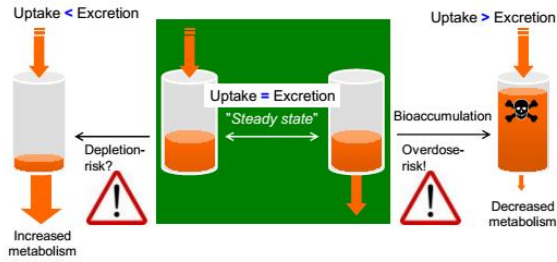 Uptake < Excretion
Uptake > Excretion
Uptake = Excretion
"Steady state"
Depletion-
risk?
Bioaccumulation
Overdose-
risk!
Increased
metabolism
Decreased
metabolism